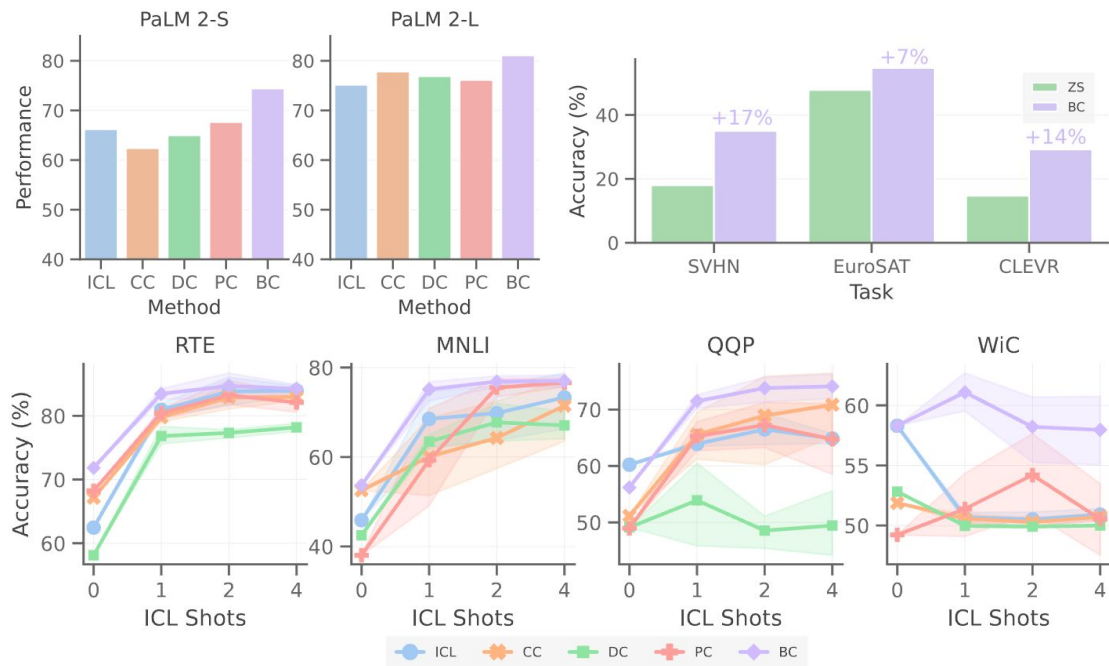 PaLM 2-S
Performance
80
70
60
50
40
ICL CC DC PC BC
Method
PaLM 2-L
80
70
60
50
40
ICL CC DC PC BC
Method
Accuracy (%)
40
20
0
+17%
+7%
+14%
ZS
BC
SVHN EuroSAT CLEVR
Task
RTE
Accuracy (%)
80
70
60
0 1 2 4
ICL Shots
MNLI
80
60
40
0 1 2 4
ICL Shots
QQP
70
60
50
0 1 2 4
ICL Shots
WiC
60
55
50
0 1 2 4
ICL Shots
ICL CC DC PC BC